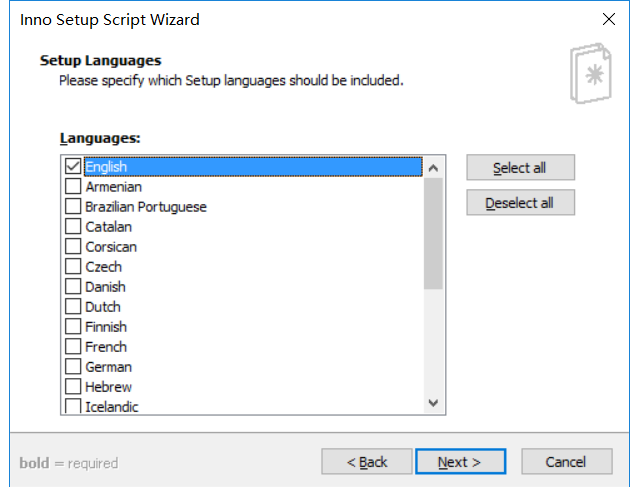 Inno Setup Script Wizard
Setup Languages
Please specify which Setup languages should be included.
Languages:
English
Armenian
Brazilian Portuguese
Catalan
Corsican
Czech
Danish
Dutch
Finnish
French
German
Hebrew
Icelandic
Select all
Deselect all
bold = required
< Back
Next >
Cancel